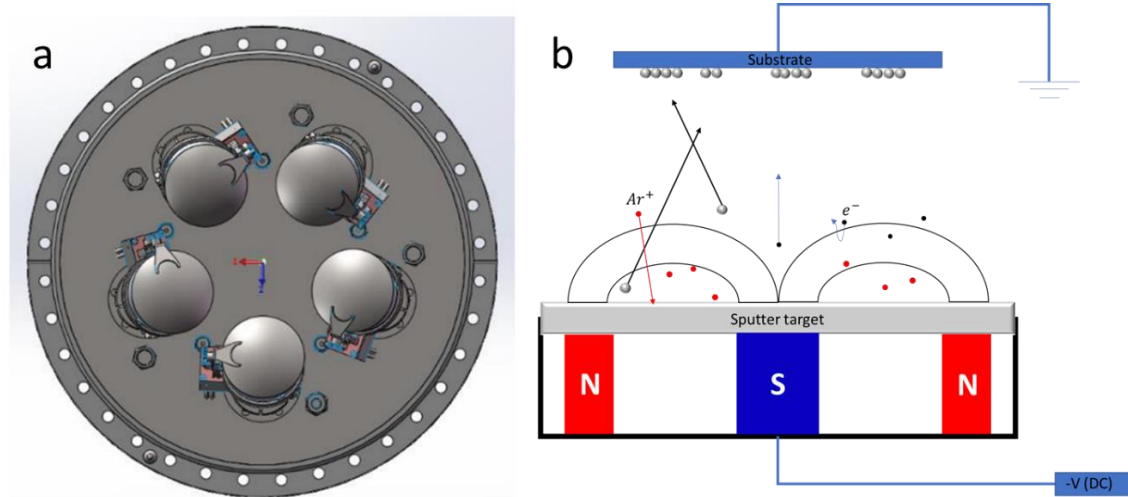 a
b
Substrate
Ar⁺
e⁻
Sputter target
N
S
N
-V (DC)